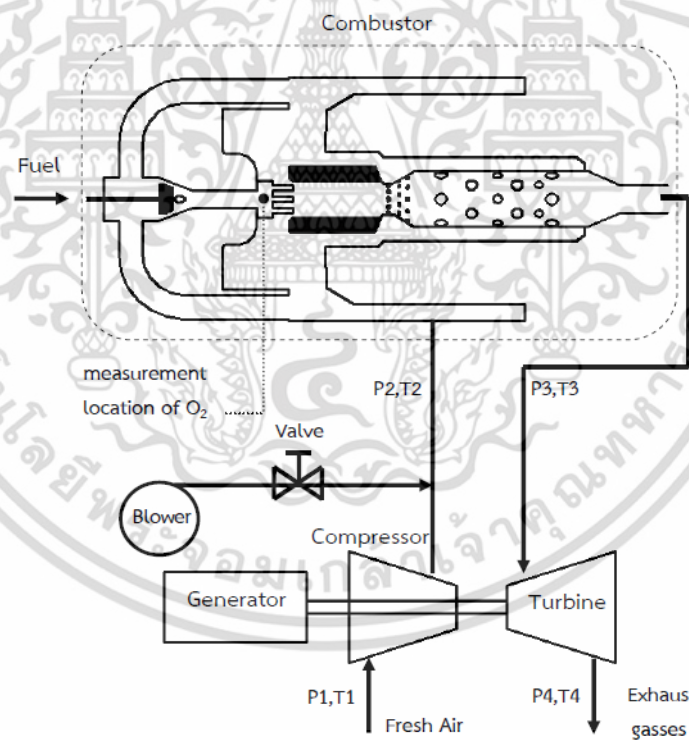 Combustor
Fuel
measurement
location of O₂
P2,T2
P3,T3
Valve
Blower
Compressor
Generator
Turbine
P1,T1
Fresh Air
P4,T4
Exhaus
gasses